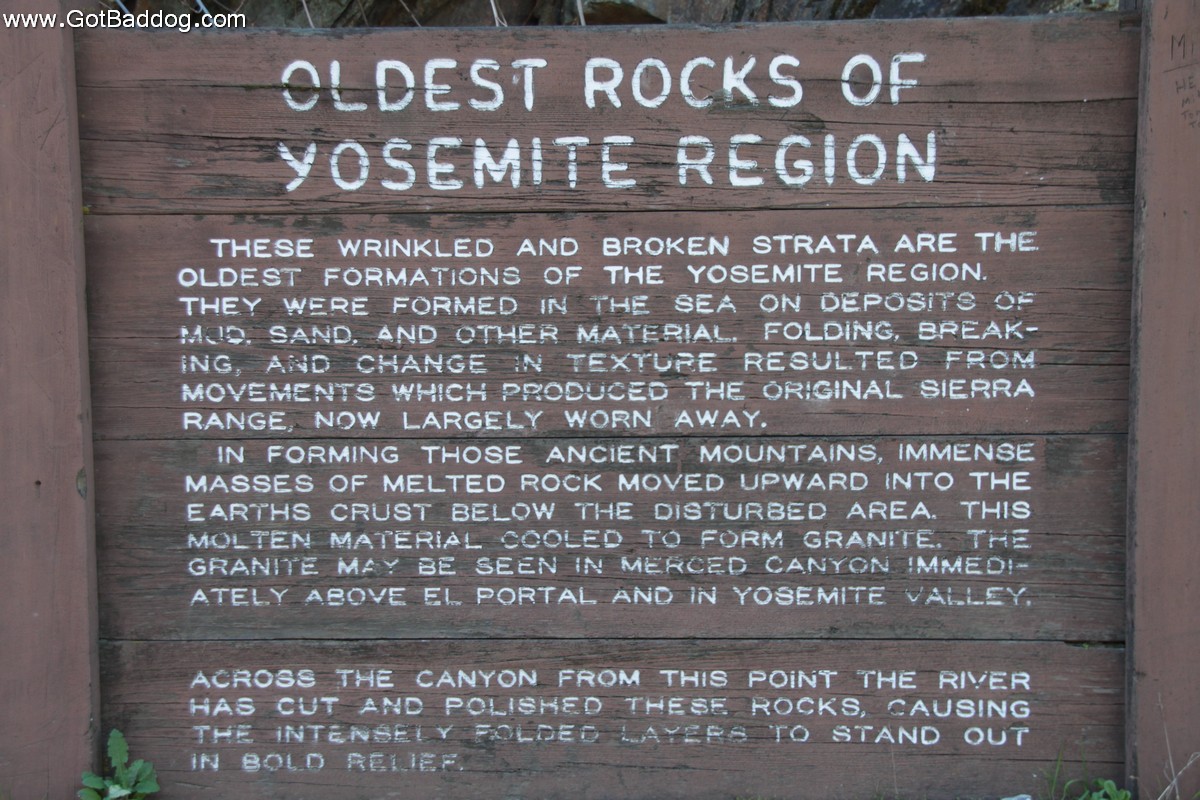 www.GotBaddog.com
OLDEST ROCKS OF
YOSEMITE REGION
THESE WRINKLED AND BROKEN STRATA ARE THE
OLDEST FORMATIONS OF THE YOSEMITE REGION.
THEY WERE FORMED IN THE SEA ON DEPOSITS OF
MUD, SAND, AND OTHER MATERIAL. FOLDING, BREAK-
ING, AND CHANGE IN TEXTURE RESULTED FROM
MOVEMENTS WHICH PRODUCED THE ORIGINAL SIERRA
RANGE, NOW LARGELY WORN AWAY.
IN FORMING THOSE ANCIENT MOUNTAINS, IMMENSE
MASSES OF MELTED ROCK MOVED UPWARD INTO THE
EARTHS CRUST BELOW THE DISTURBED AREA. THIS
MOLTEN MATERIAL COOLED TO FORM GRANITE. THE
GRANITE MAY BE SEEN IN MERCED CANYON IMMEDI-
ATELY ABOVE EL PORTAL AND IN YOSEMITE VALLEY.
ACROSS THE CANYON FROM THIS POINT THE RIVER
HAS CUT AND POLISHED THESE ROCKS, CAUSING
THE INTENSELY FOLDED LAYERS TO STAND OUT
IN BOLD RELIEF.